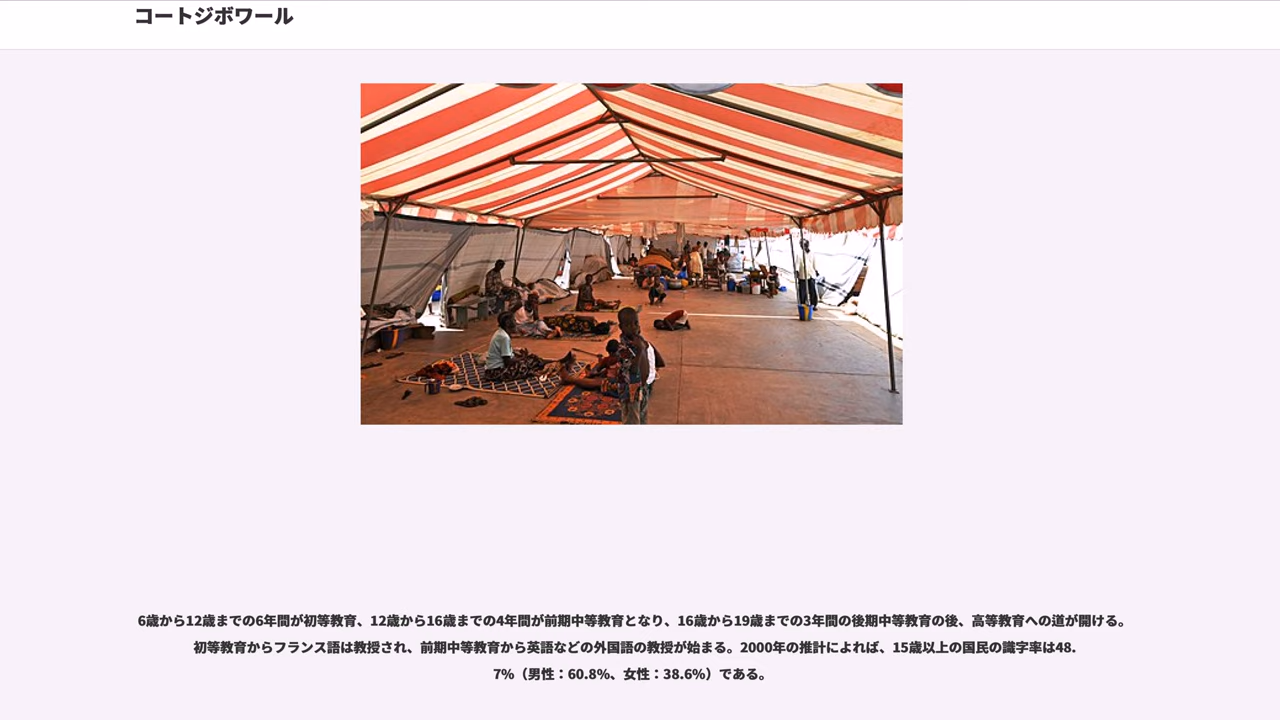 コートジボワール
6歳から12歳までの6年間が初等教育、12歳から16歳までの4年間が前期中等教育となり、16歳から19歳までの3年間の後期中等教育の後、高等教育への道が開ける。
初等教育からフランス語は教授され、前期中等教育から英語などの外国語の教授が始まる。2000年の推計によれば、15歳以上の国民の識字率は48.
7%（男性：60.8%、女性：38.6%）である。